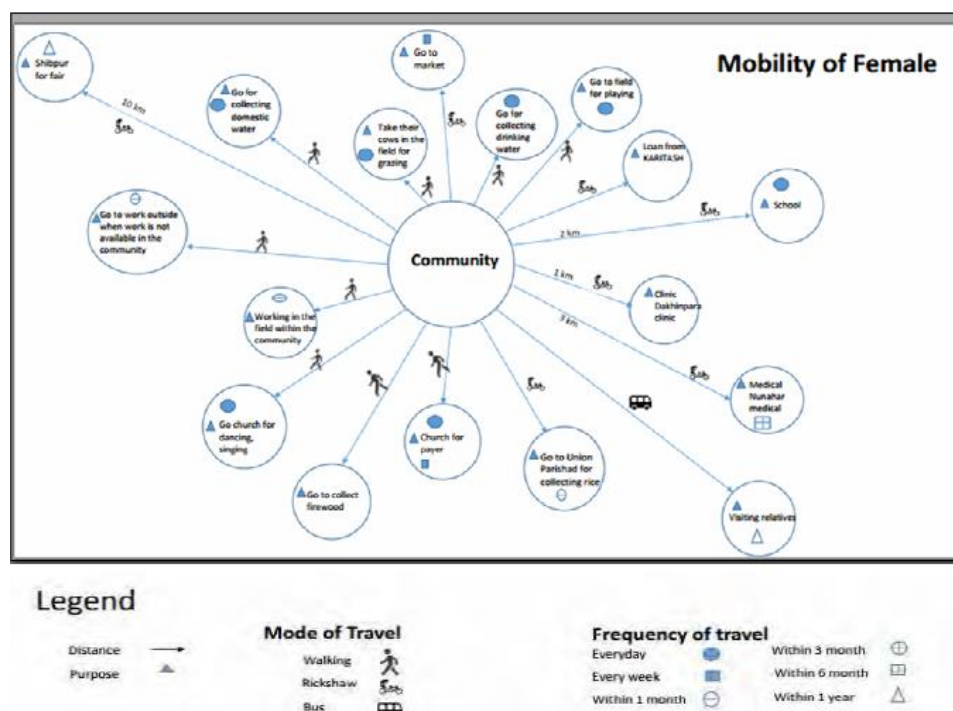 Mobility of Female
Shibpur
for fair
Go for
collecting
domestic
water
Go to
market
Take their
cows in the
field for
grazing
Go for
collecting
drinking
water
Go to field
for playing
Loan from
KARITASH
School
10 km
2 km
Go to work outside
when work is not
available in the
community
Community
Working in the
field within the
community
Clinic
Dakhinpara
clinic
3 km
Medical
Nunahar
medical
Go church for
dancing,
singing
Go to collect
firewood
Church for
payer
Go to Union
Parishad for
collecting rice
Visiting relatives
Legend
Distance
Purpose
Mode of Travel
Walking
Rickshaw
Bus
Frequency of travel
Everyday
Every week
Within 1 month
Within 3 month
Within 6 month
Within 1 year